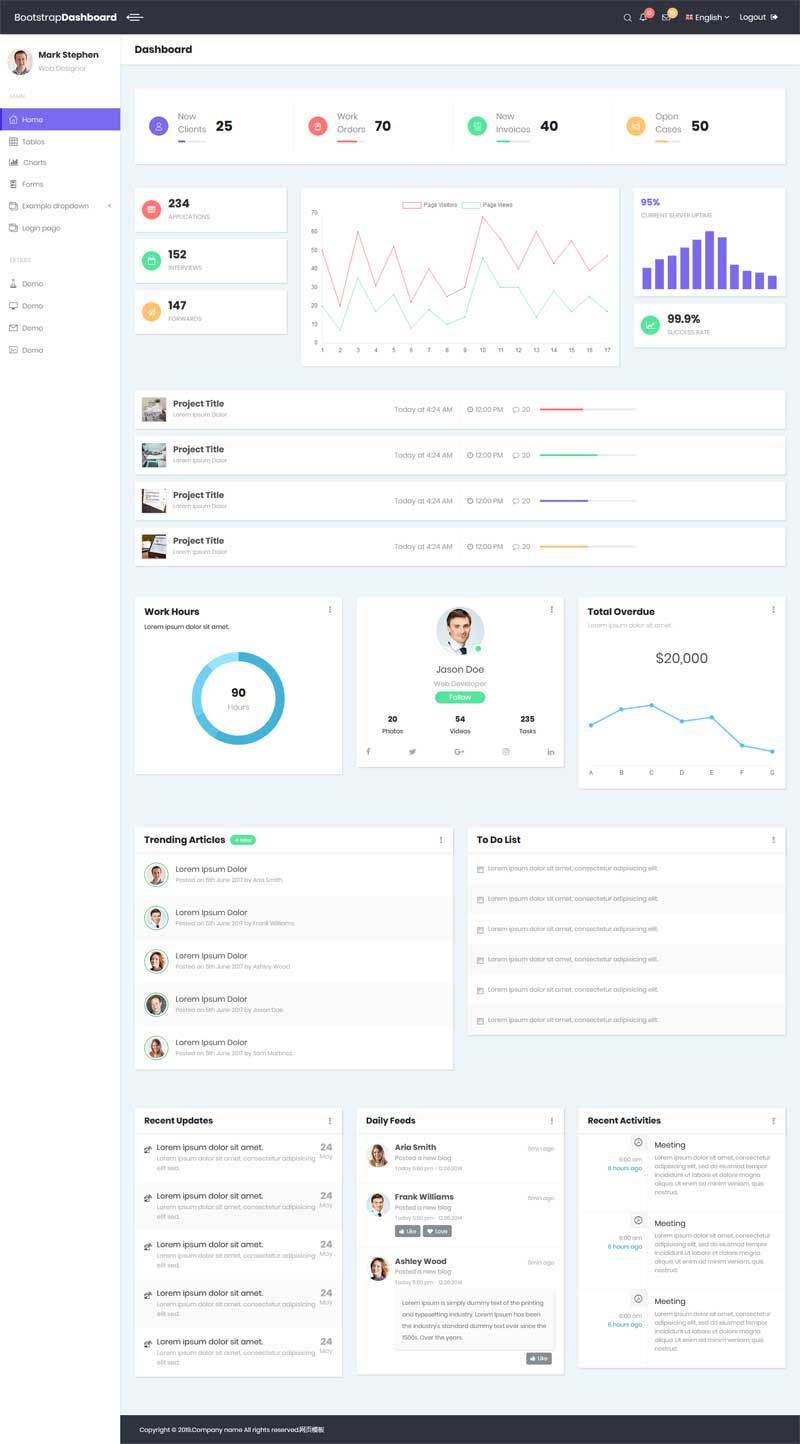 BootstrapDashboard
English
Logout
Mark Stephen
Web Designer
MAIN
Home
Tables
Charts
Forms
Example dropdown
Login page
EXTRAS
Demo
Demo
Demo
Demo
Dashboard
New
Clients
25
Work
Orders
70
New
Invoices
40
Open
Cases
50
234
APPLICATIONS
152
INTERVIEWS
147
FORWARDS
Page Visitors Page Views
70
60
50
40
30
20
10
0
1 2 3 4 5 6 7 8 9 10 11 12 13 14 15 16 17
95%
CURRENT SERVER UPTIME
99.9%
SUCCESS RATE
Project Title
Lorem Ipsum Dolor
Today at 4:24 AM 12:00 PM 20
Project Title
Lorem Ipsum Dolor
Today at 4:24 AM 12:00 PM 20
Project Title
Lorem Ipsum Dolor
Today at 4:24 AM 12:00 PM 20
Project Title
Lorem Ipsum Dolor
Today at 4:24 AM 12:00 PM 20
Work Hours
Lorem ipsum dolor sit amet.
90
Hours
Jason Doe
Web Developer
Follow
20 54 235
Photos Videos Tasks
Total Overdue
Lorem ipsum dolor sit amet.
$20,000
A B C D E F G
Trending Articles 4 New
Lorem Ipsum Dolor
Posted on 5th June 2017 by Aria Smith.
Lorem Ipsum Dolor
Posted on 5th June 2017 by Frank Williams.
Lorem Ipsum Dolor
Posted on 5th June 2017 by Ashley Wood
Lorem Ipsum Dolor
Posted on 5th June 2017 by Jason Doe.
Lorem Ipsum Dolor
Posted on 5th June 2017 by Sam Martinez.
To Do List
Lorem ipsum dolor sit amet, consectetur adipisicing elit.
Lorem ipsum dolor sit amet, consectetur adipisicing elit.
Lorem ipsum dolor sit amet, consectetur adipisicing elit.
Lorem ipsum dolor sit amet, consectetur adipisicing elit.
Lorem ipsum dolor sit amet, consectetur adipisicing elit.
Lorem ipsum dolor sit amet, consectetur adipisicing elit.
Recent Updates
Lorem ipsum dolor sit amet. 24
Lorem ipsum dolor sit amet, consectetur adipisicing May
elit sed.
Lorem ipsum dolor sit amet. 24
Lorem ipsum dolor sit amet, consectetur adipisicing May
elit sed.
Lorem ipsum dolor sit amet. 24
Lorem ipsum dolor sit amet, consectetur adipisicing May
elit sed.
Lorem ipsum dolor sit amet. 24
Lorem ipsum dolor sit amet, consectetur adipisicing May
elit sed.
Lorem ipsum dolor sit amet. 24
Lorem ipsum dolor sit amet, consectetur adipisicing May
elit sed.
Daily Feeds
Aria Smith 5min ago
Posted a new blog
Today 5:60 pm - 12.06.2014
Frank Williams 5min ago
Posted a new blog
Today 5:60 pm - 12.06.2014
Like Love
Ashley Wood 5min ago
Posted a new blog
Today 5:60 pm - 12.06.2014
Lorem Ipsum is simply dummy text of the printing
and typesetting industry. Lorem Ipsum has been
the industry's standard dummy text ever since the
1500s. Over the years.
Like
Recent Activities
6:00 am
6 hours ago
Meeting
Lorem ipsum dolor sit amet, consectetur
adipisicing elit, sed do eiusmod tempor
incididunt ut labore et dolore magna
aliqua. Ut enim ad minim veniam, quis
nostrud.
6:00 am
6 hours ago
Meeting
Lorem ipsum dolor sit amet, consectetur
adipisicing elit, sed do eiusmod tempor
incididunt ut labore et dolore magna
aliqua. Ut enim ad minim veniam, quis
nostrud.
6:00 am
6 hours ago
Meeting
Lorem ipsum dolor sit amet, consectetur
adipisicing elit, sed do eiusmod tempor
incididunt ut labore et dolore magna
aliqua. Ut enim ad minim veniam, quis
nostrud.
Copyright © 2019.Company name All rights reserved.网页模板